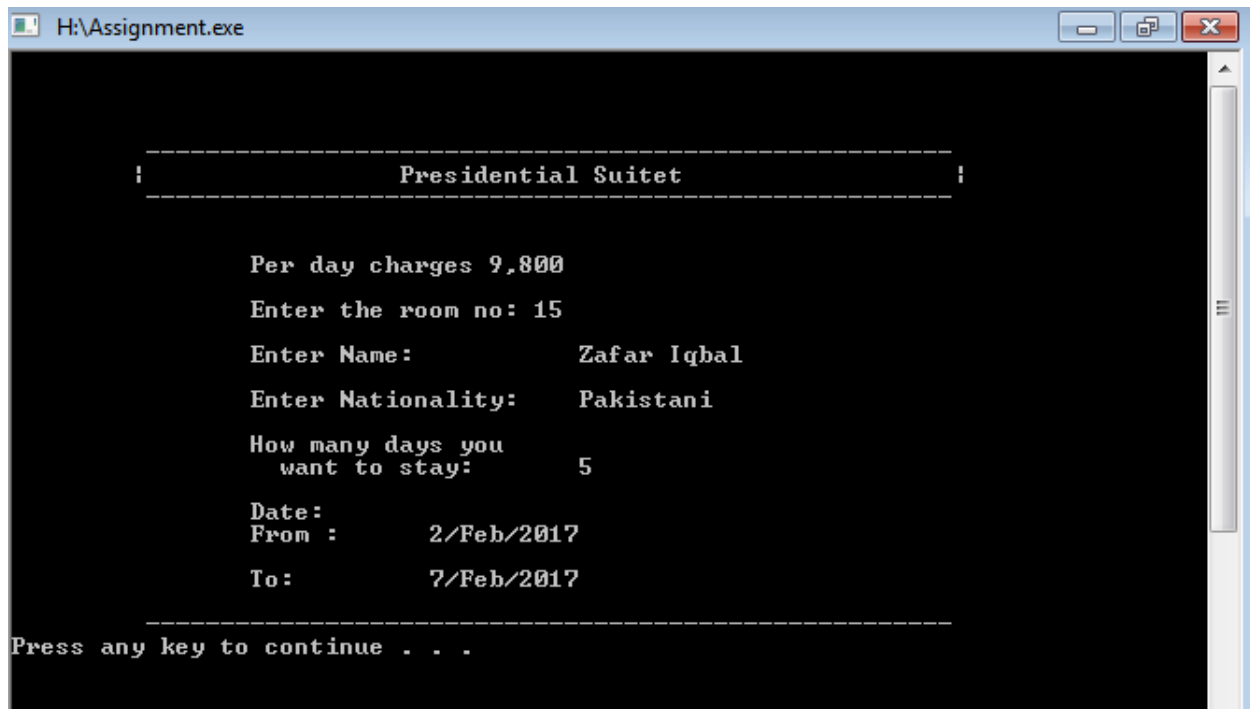 H:\Assignment.exe
Presidential Suitet
Per day charges 9,800
Enter the room no: 15
Enter Name: Zafar Iqbal
Enter Nationality: Pakistani
How many days you
want to stay: 5
Date:
From : 2/Feb/2017
To: 7/Feb/2017
Press any key to continue . . .